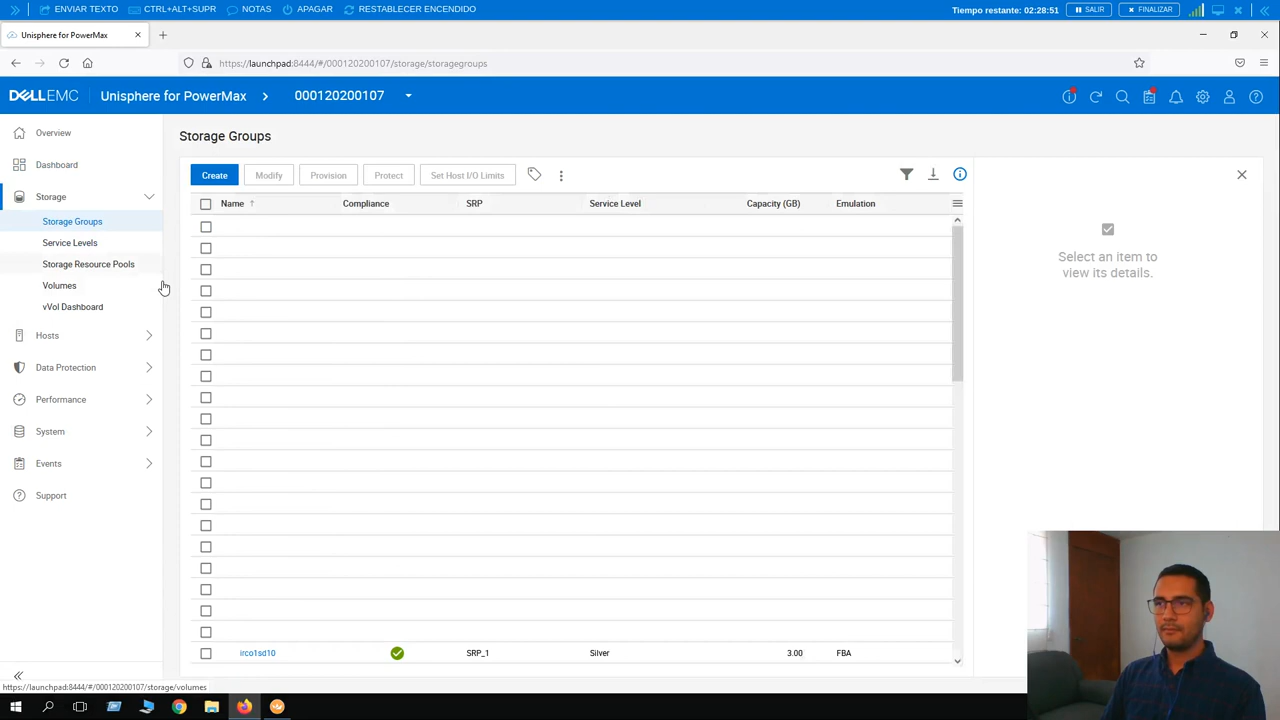 ENVIAR TEXTO CTRL+ALT+SUPR NOTAS APAGAR RESTABLECER ENCENDIDO Tiempo restante: 02:28:51 SALIR FINALIZAR
Unisphere for PowerMax
https://launchpad:8444/#/000120200107/storage/storagegroups
DELLEMC Unisphere for PowerMax 000120200107
Overview
Dashboard
Storage
Storage Groups
Service Levels
Storage Resource Pools
Volumes
vVol Dashboard
Hosts
Data Protection
Performance
System
Events
Support
Storage Groups
Create Modify Provision Protect Set Host I/O Limits
Name Compliance SRP Service Level Capacity (GB) Emulation
irco1sd10 SRP_1 Silver 3.00 FBA
Select an item to
view its details.
https://launchpad:8444/#/000120200107/storage/volumes